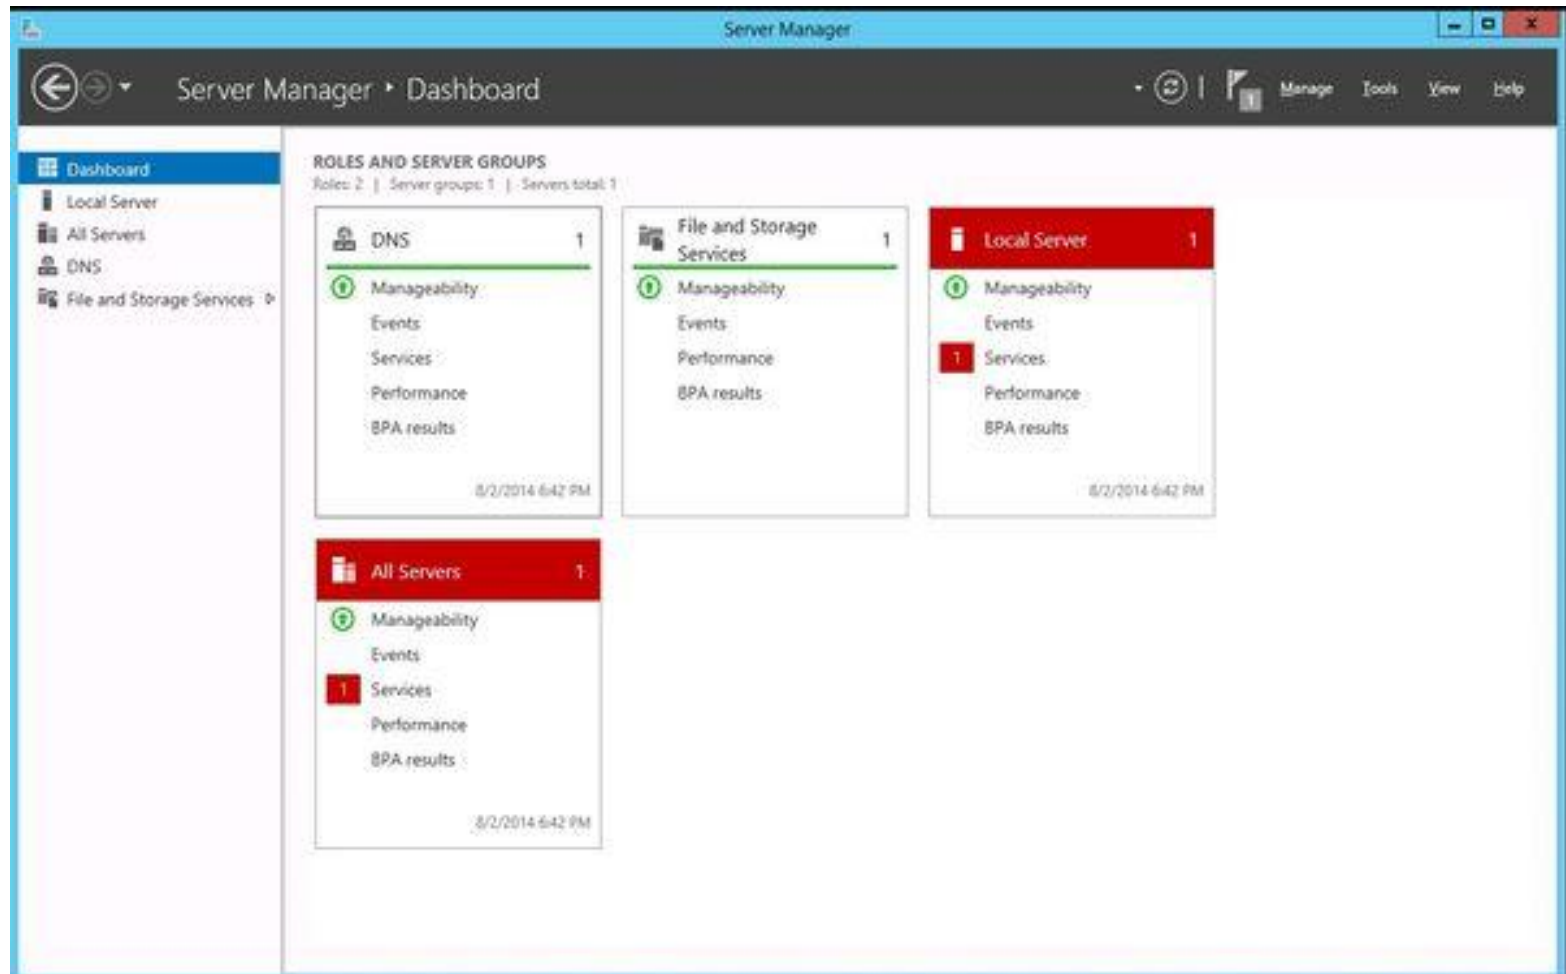 Server Manager
Server Manager ‣ Dashboard
1
Manage Tools View Help
Dashboard
Local Server
All Servers
DNS
File and Storage Services
ROLES AND SERVER GROUPS
Roles: 2 | Server groups: 1 | Servers total: 1
DNS 1
Manageability
Events
Services
Performance
BPA results
8/2/2014 6:42 PM
File and Storage
Services 1
Manageability
Events
Performance
BPA results
Local Server 1
Manageability
Events
1 Services
Performance
BPA results
8/2/2014 6:42 PM
All Servers 1
Manageability
Events
1 Services
Performance
BPA results
8/2/2014 6:42 PM